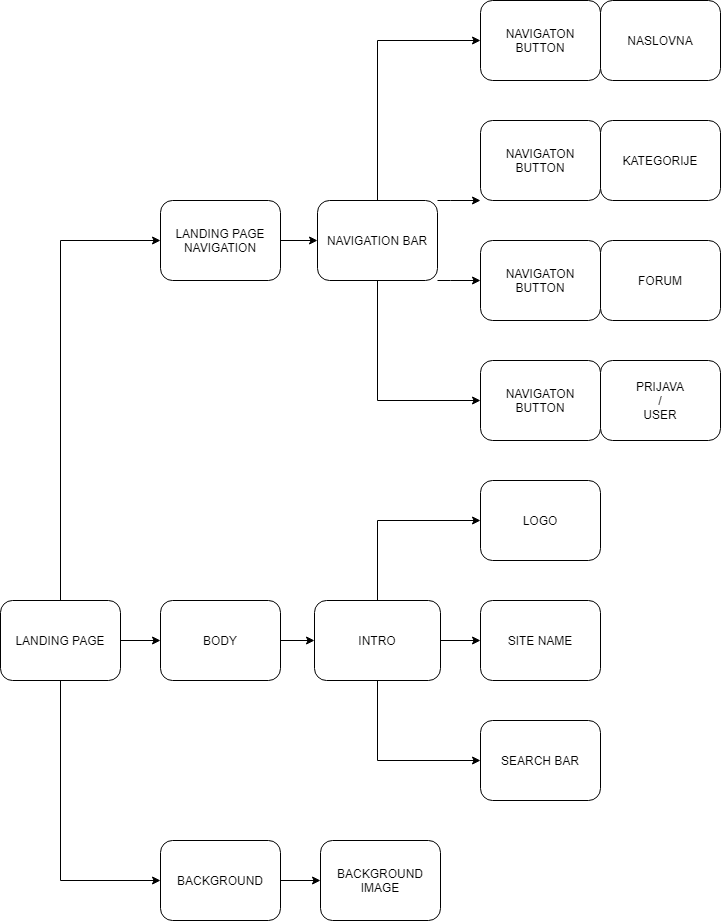 NAVIGATON
BUTTON
NASLOVNA
NAVIGATON
BUTTON
KATEGORIJE
LANDING PAGE
NAVIGATION
NAVIGATION BAR
NAVIGATON
BUTTON
FORUM
NAVIGATON
BUTTON
PRIJAVA
/
USER
LOGO
LANDING PAGE
BODY
INTRO
SITE NAME
SEARCH BAR
BACKGROUND
BACKGROUND
IMAGE